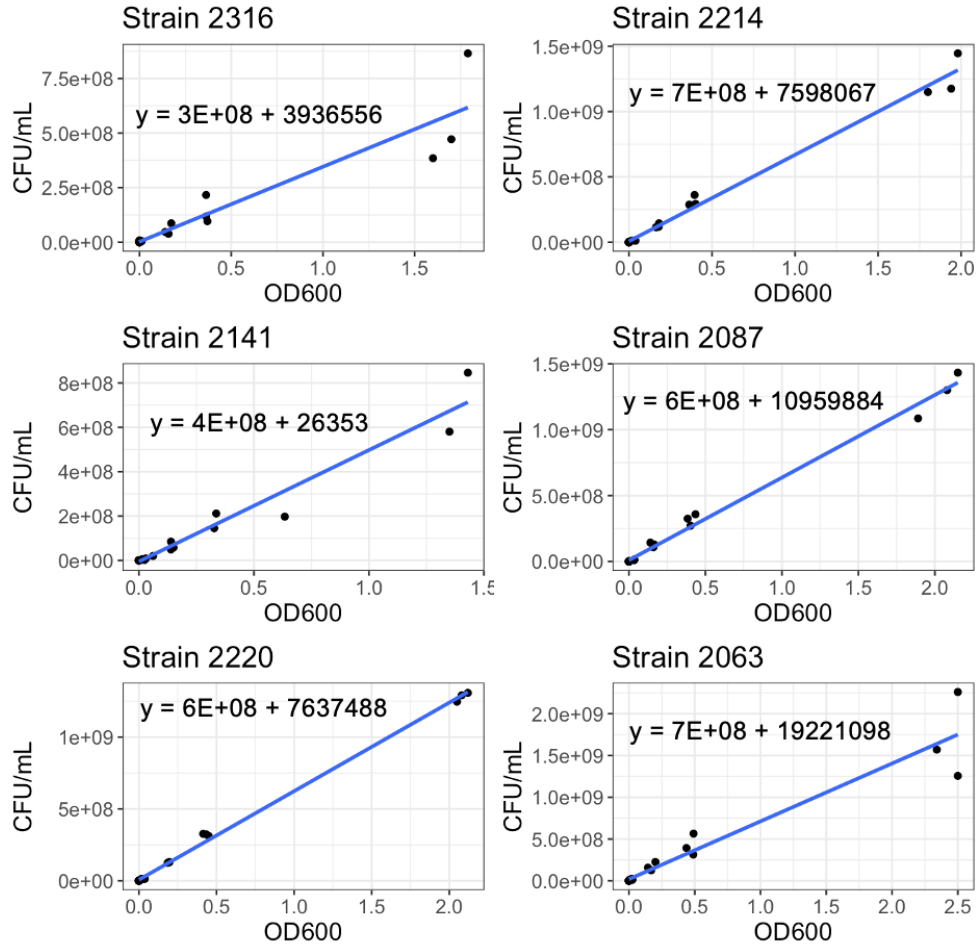 Strain 2316
CFU/mL
7.5e+08
5.0e+08
2.5e+08
0.0e+00
y = 3E+08 + 3936556
0.0 0.5 1.0 1.5
OD600
Strain 2214
CFU/mL
1.5e+09
1.0e+09
5.0e+08
0.0e+00
y = 7E+08 + 7598067
0.0 0.5 1.0 1.5 2.0
OD600
Strain 2141
CFU/mL
8e+08
6e+08
4e+08
2e+08
0e+00
y = 4E+08 + 26353
0.0 0.5 1.0 1.5
OD600
Strain 2087
CFU/mL
1.5e+09
1.0e+09
5.0e+08
0.0e+00
y = 6E+08 + 10959884
0.0 0.5 1.0 1.5 2.0
OD600
Strain 2220
CFU/mL
1e+09
5e+08
0e+00
y = 6E+08 + 7637488
0.0 0.5 1.0 1.5 2.0
OD600
Strain 2063
CFU/mL
2.0e+09
1.5e+09
1.0e+09
5.0e+08
0.0e+00
y = 7E+08 + 19221098
0.0 0.5 1.0 1.5 2.0 2.5
OD600